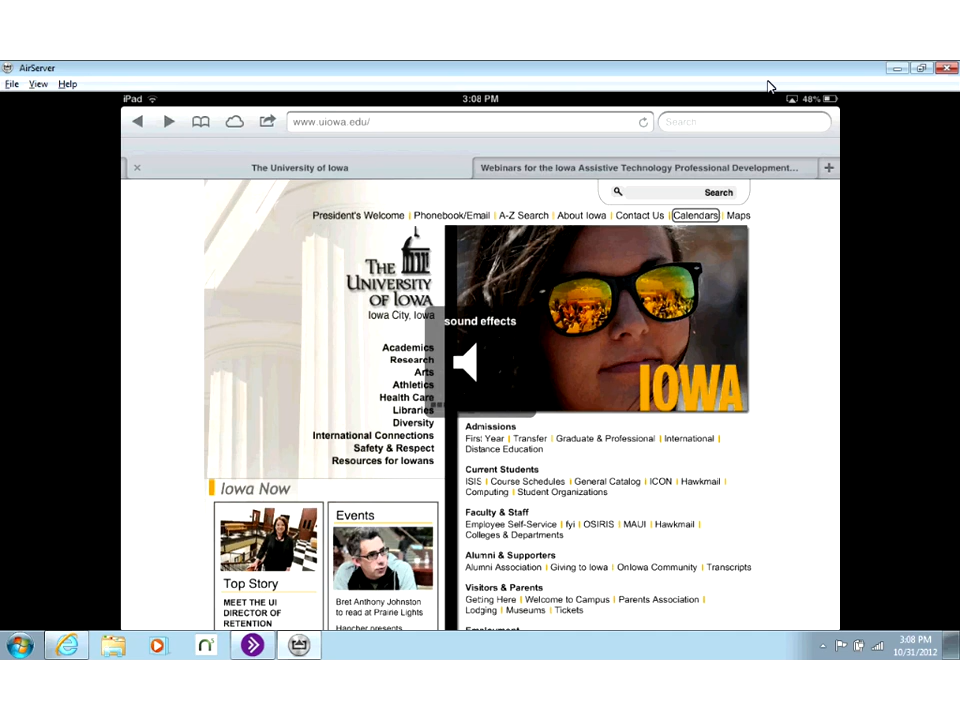 AirServer
File View Help
iPad 3:08 PM 48%
www.uiowa.edu/ Search
The University of Iowa Webinars for the Iowa Assistive Technology Professional Development...
Search
President's Welcome | Phonebook/Email | A-Z Search | About Iowa | Contact Us | Calendars | Maps
THE
UNIVERSITY
OF IOWA
Iowa City, Iowa
sound effects
IOWA
Academics
Research
Arts
Athletics
Health Care
Libraries
Diversity
International Connections
Safety & Respect
Resources for Iowans
Admissions
First Year | Transfer | Graduate & Professional | International |
Distance Education
Current Students
ISIS | Course Schedules | General Catalog | ICON | Hawkmail |
Computing | Student Organizations
Faculty & Staff
Employee Self-Service | fyi | OSIRIS | MAUI | Hawkmail |
Colleges & Departments
Alumni & Supporters
Alumni Association | Giving to Iowa | OnIowa Community | Transcripts
Visitors & Parents
Getting Here | Welcome to Campus | Parents Association |
Lodging | Museums | Tickets
Employment
Iowa Now
Top Story
MEET THE UI
DIRECTOR OF
RETENTION
Events
Bret Anthony Johnston
to read at Prairie Lights
Hancher presents
3:08 PM
10/31/2012